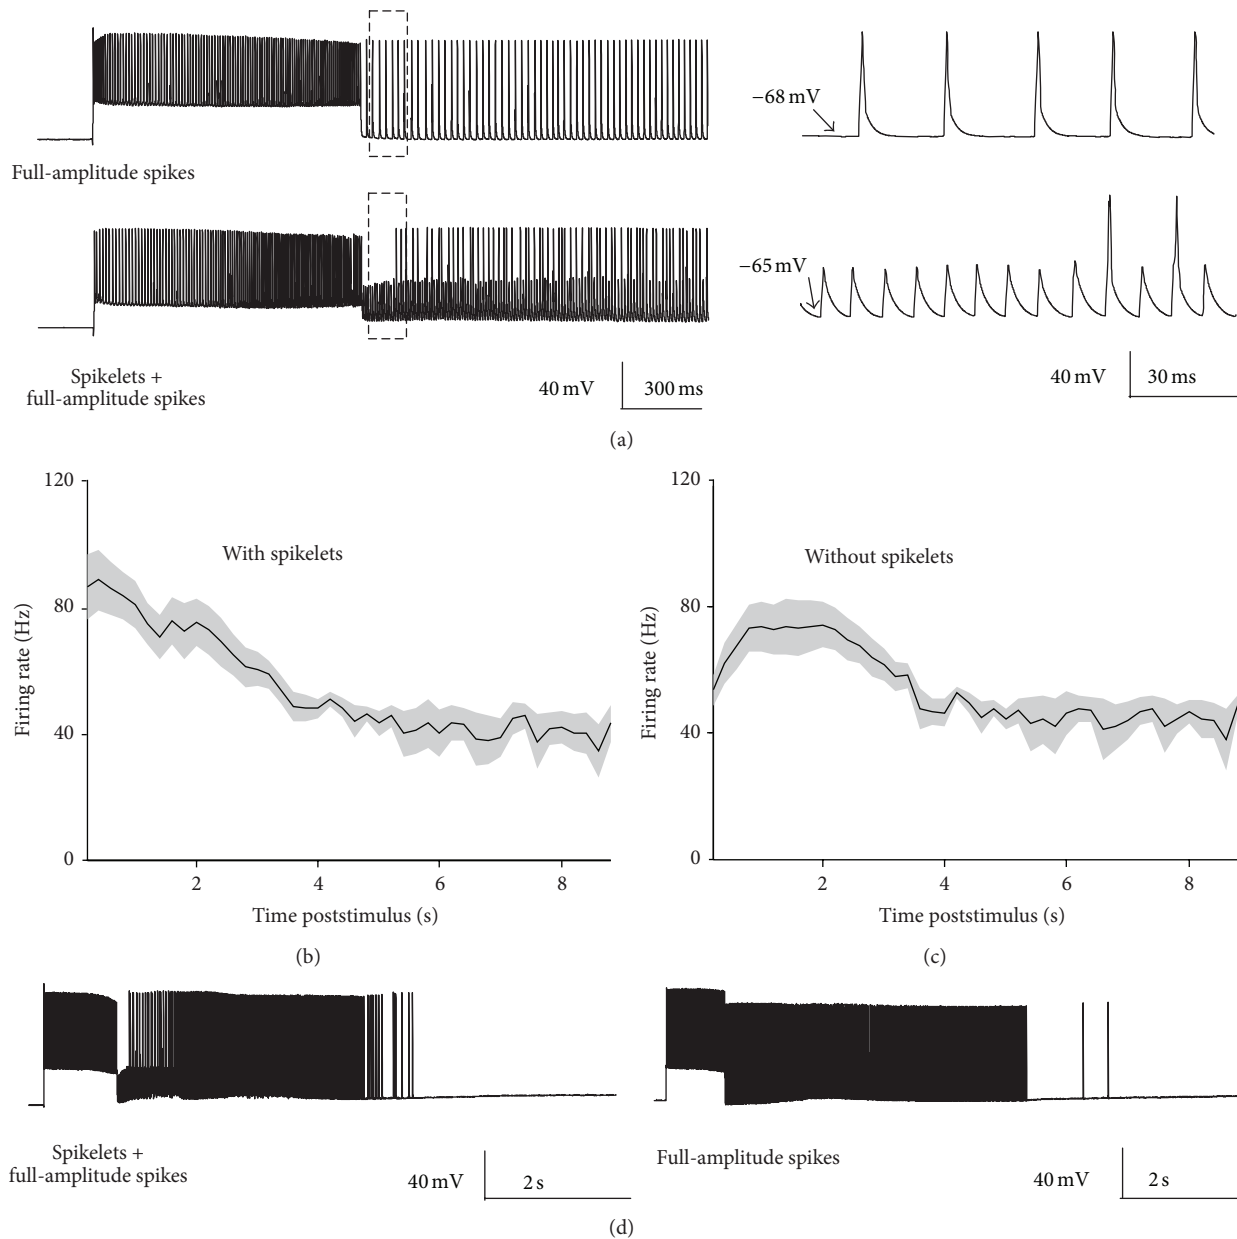 −68 mV
Full-amplitude spikes
−65 mV
Spikelets +
full-amplitude spikes
40 mV
300 ms
40 mV
30 ms
(a)
120
80
40
0
2
4
6
8
Firing rate (Hz)
With spikelets
Time poststimulus (s)
(b)
120
80
40
0
2
4
6
8
Firing rate (Hz)
Without spikelets
Time poststimulus (s)
(c)
Spikelets +
full-amplitude spikes
40 mV
2 s
Full-amplitude spikes
40 mV
2 s
(d)